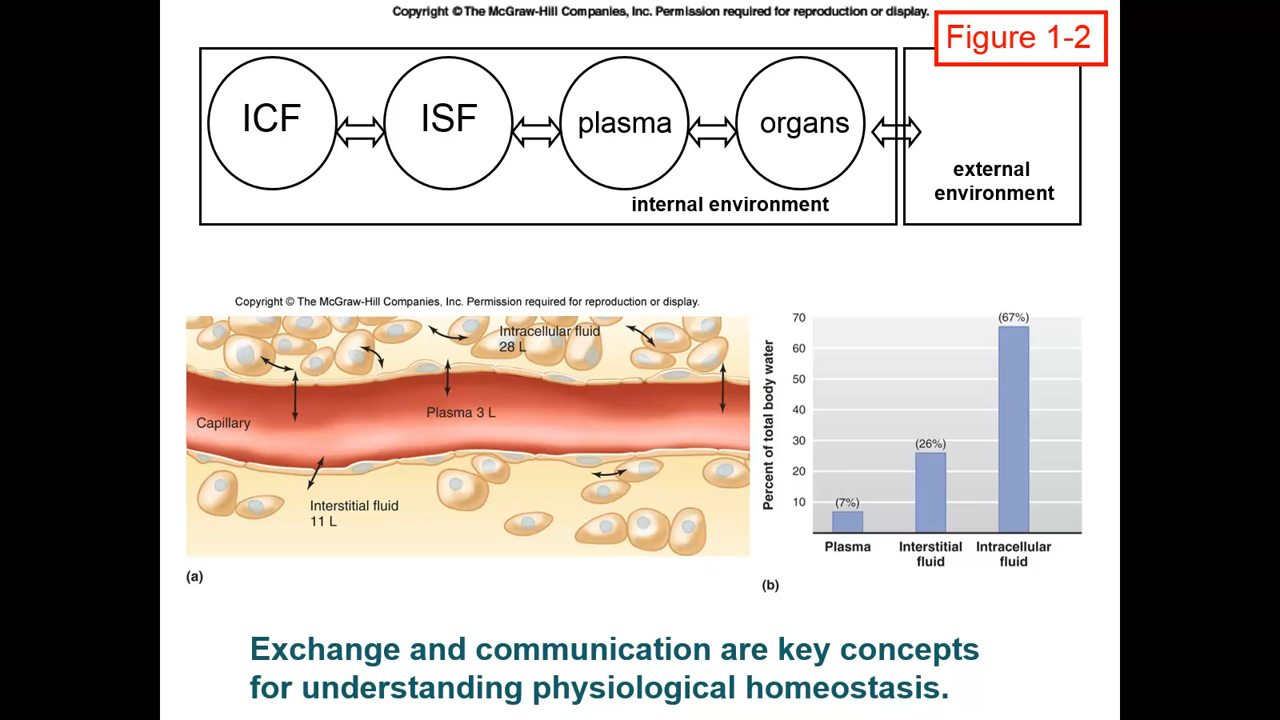 Copyright © The McGraw-Hill Companies, Inc. Permission required for reproduction or display.
Figure 1-2
ICF
ISF
plasma
organs
internal environment
external
environment
Copyright © The McGraw-Hill Companies, Inc. Permission required for reproduction or display.
Intracellular fluid
28 L
Capillary
Plasma 3 L
Interstitial fluid
11 L
(a)
Percent of total body water
70
60
50
40
30
20
10
(7%)
(26%)
(67%)
Plasma
Interstitial
fluid
Intracellular
fluid
(b)
Exchange and communication are key concepts
for understanding physiological homeostasis.